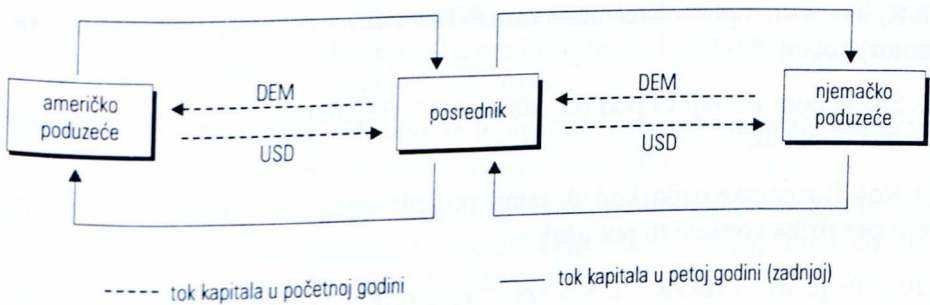 američko
poduzeće
DEM
USD
posrednik
DEM
USD
njemačko
poduzeće
tok kapitala u početnoj godini
tok kapitala u petoj godini (zadnjoj)